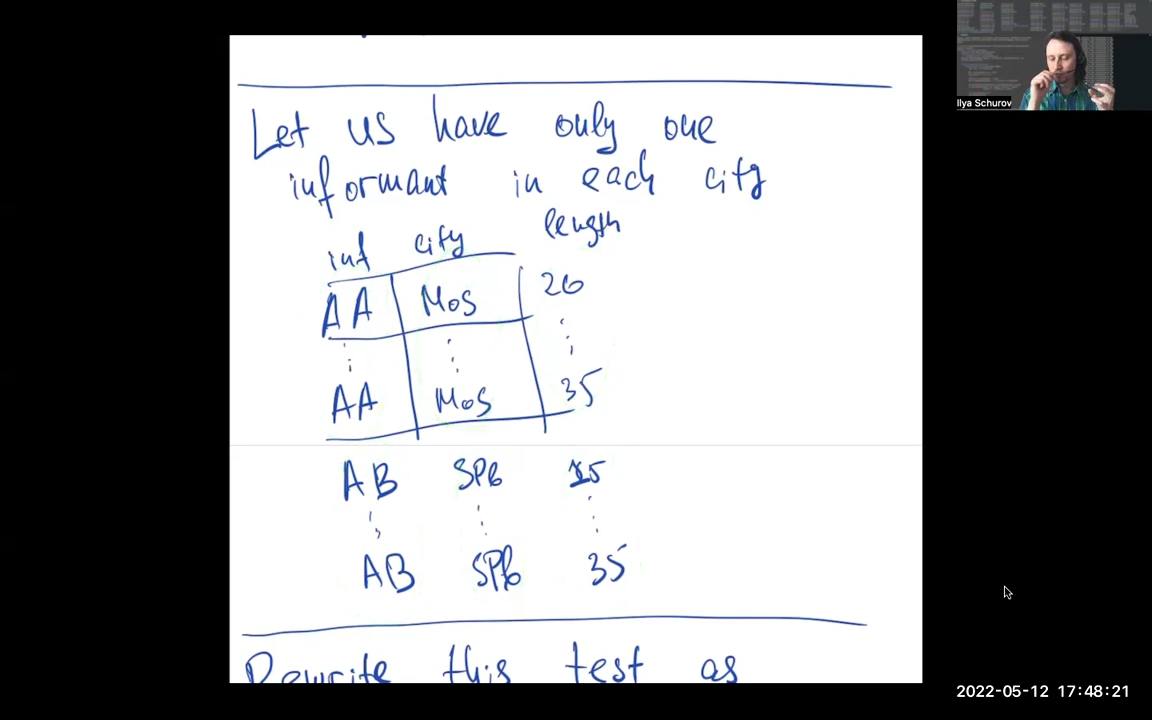 Ilya Schurov
Let us have only one
informant in each city
inf city length
AA Mos 20
AA Mos 35
AB SPb 15
AB SPb 35
Rewrite this test as
2022-05-12 17:48:21